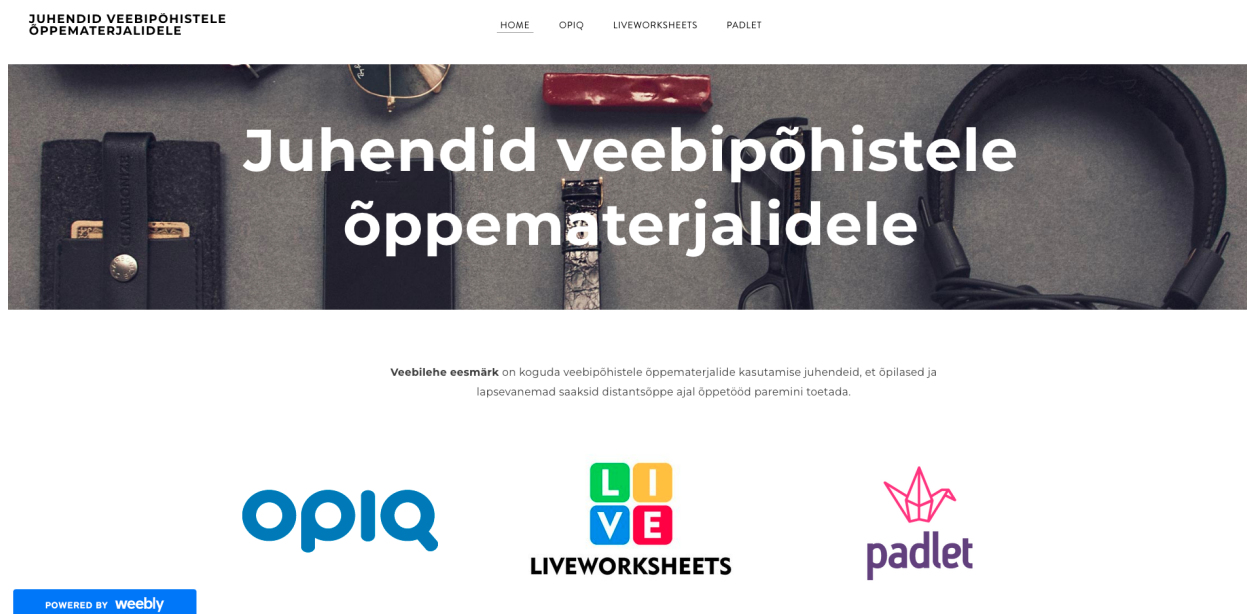 JUHENDID VEEBIPÕHISTELE
ÕPPEMATERJALIDELE
HOME OPIQ LIVEWORKSHEETS PADLET
Juhendid veebipõhistele
õppematerjalidele
Veebilehe eesmärk on koguda veebipõhistele õppematerjalide kasutamise juhendeid, et õpilased ja
lapsevanemad saaksid distantsõppe ajal õppetööd paremini toetada.
opiq
LIVE
LIVEWORKSHEETS
padlet
POWERED BY weebly